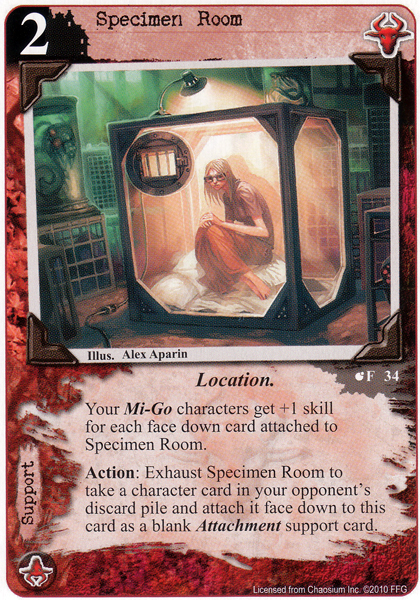 2
Specimen Room
Illus. Alex Aparin
F 34
Location.
Your Mi-Go characters get +1 skill
for each face down card attached to
Specimen Room.
Action: Exhaust Specimen Room to
take a character card in your opponent's
discard pile and attach it face down to this
card as a blank Attachment support card.
Support
Licensed from Chaosium Inc. ©2010 FFG